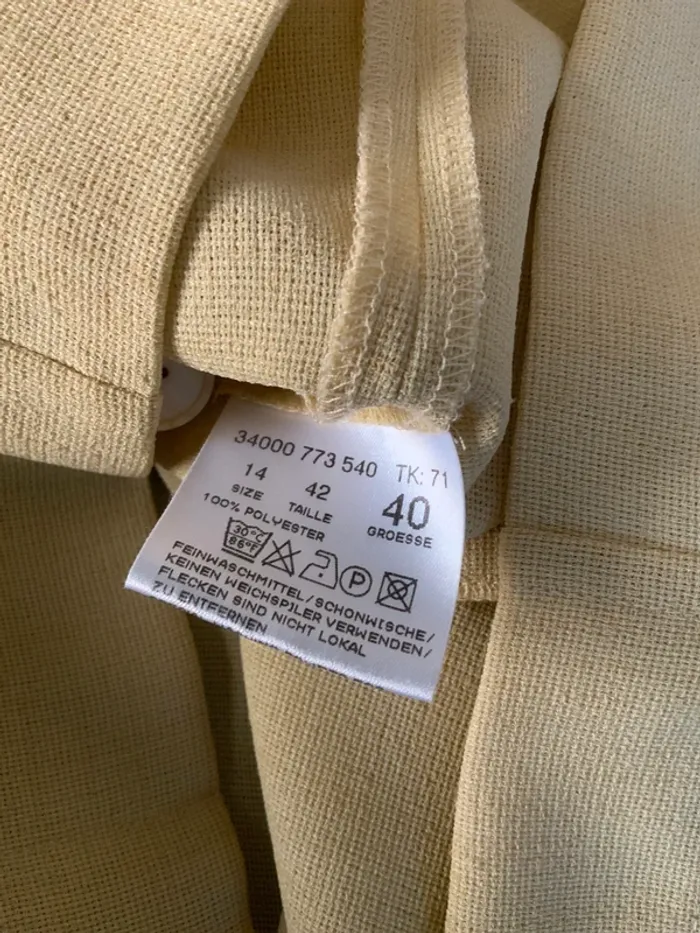 34000 773 540 TK: 71
14 42 40
SIZE TAILLE GROESSE
100% POLYESTER
30°C
86°F
P
FEINWASCHMITTEL/SCHONWÄSCHE/
KEINEN WEICHSPÜLER VERWENDEN/
FLECKEN SIND NICHT LOKAL
ZU ENTFERNEN